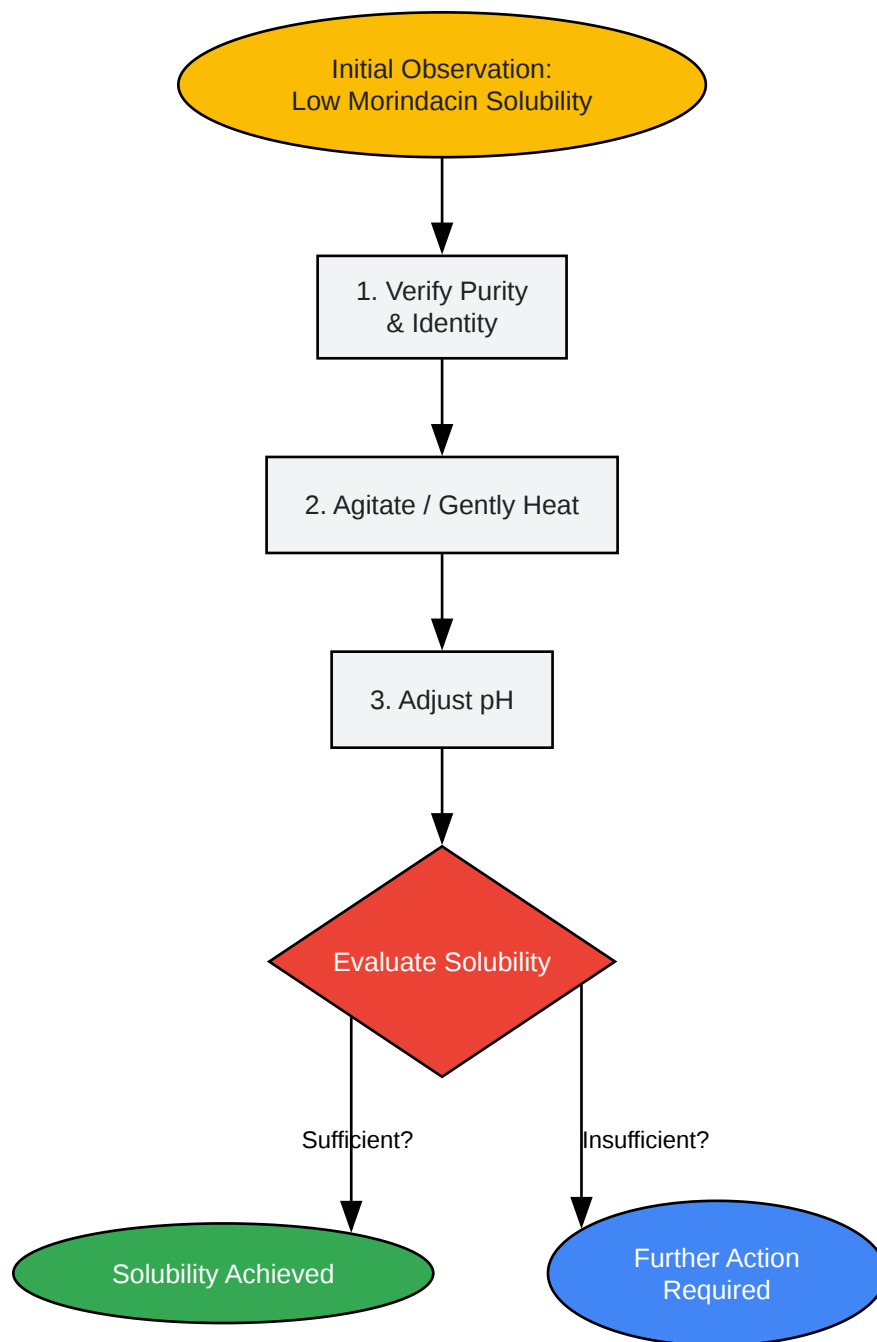 Initial Observation:
Low Morindacin Solubility
1. Verify Purity
& Identity
2. Agitate / Gently Heat
3. Adjust pH
Evaluate Solubility
Sufficient?
Insufficient?
Solubility Achieved
Further Action
Required